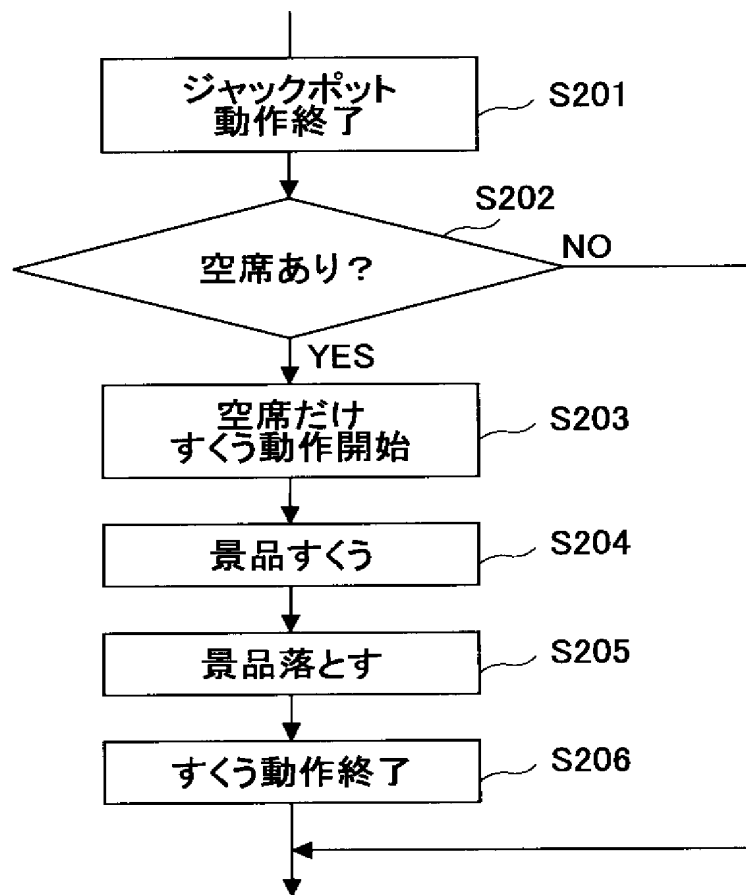 ジャックポット
動作終了
S201
S202
空席あり？
NO
YES
空席だけ
すくう動作開始
S203
景品すくう
S204
景品落とす
S205
すくう動作終了
S206